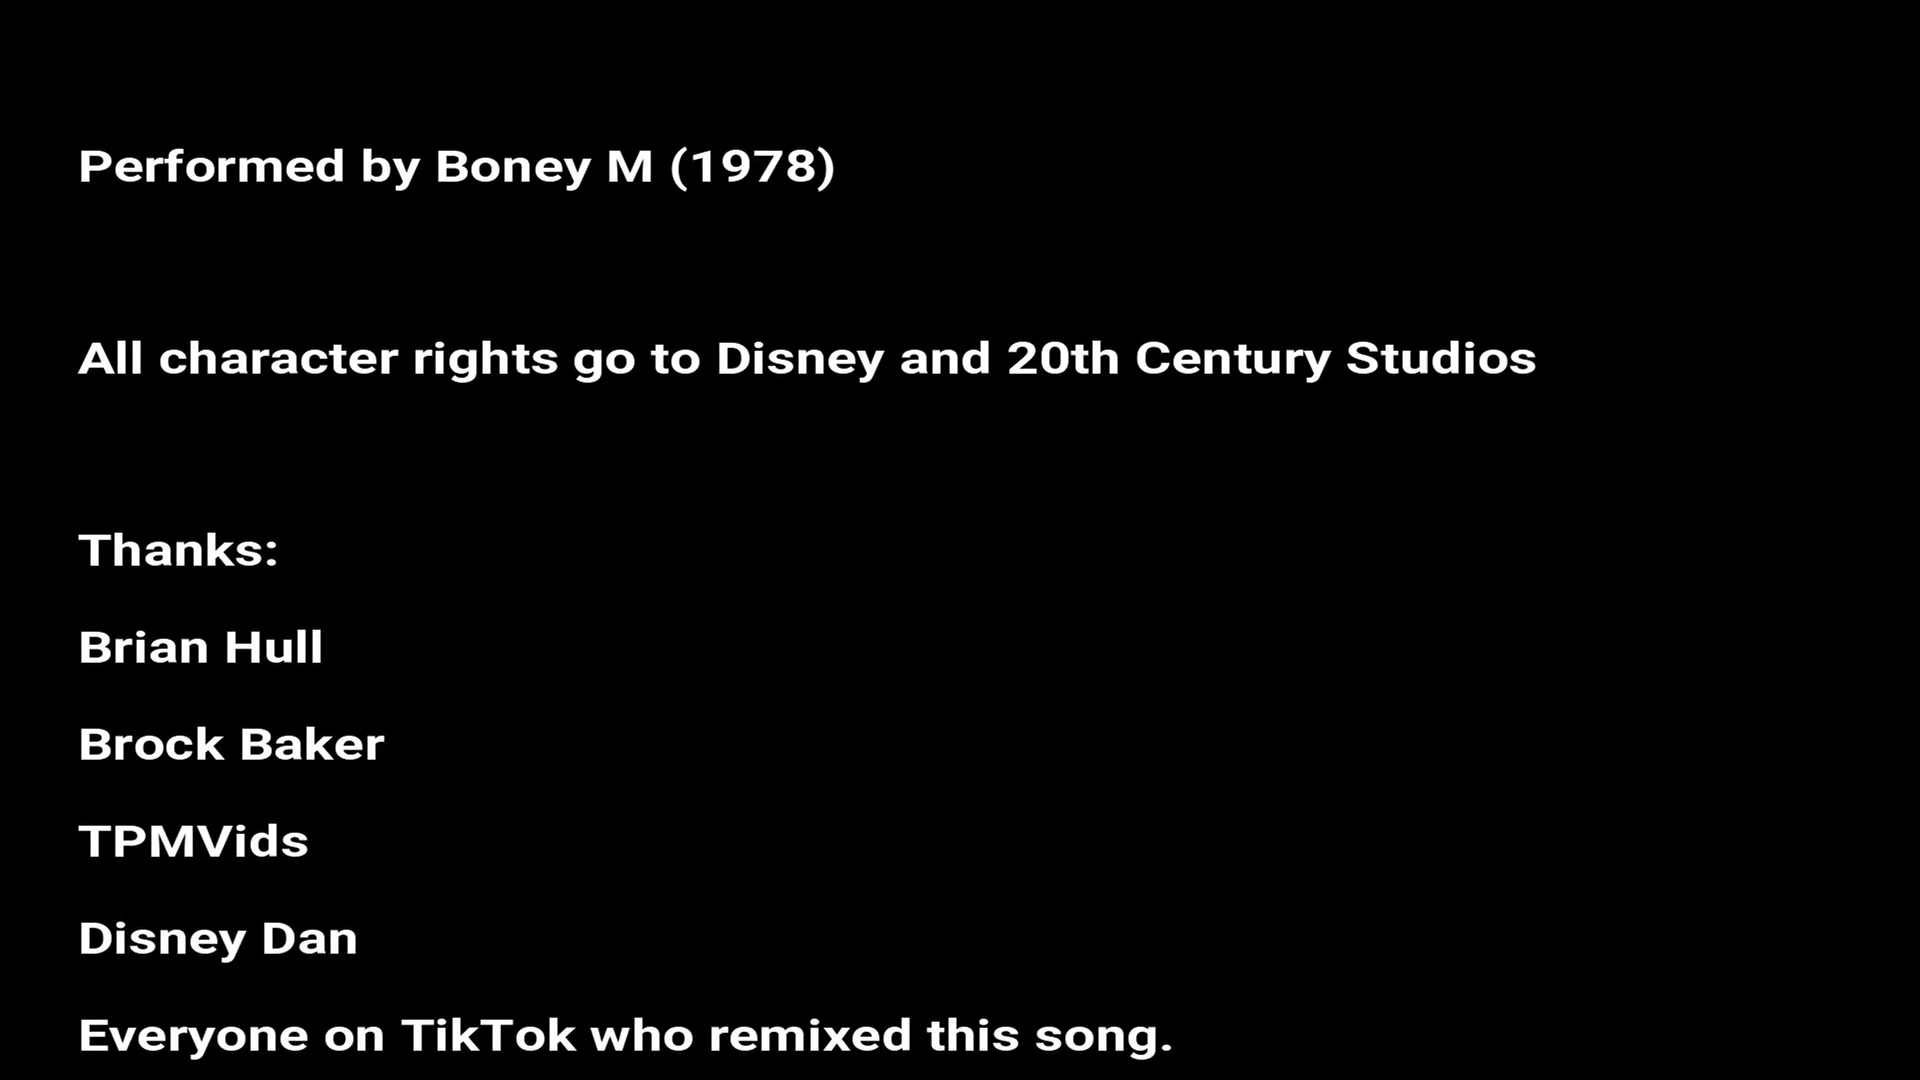 Performed by Boney M (1978)
All character rights go to Disney and 20th Century Studios
Thanks:
Brian Hull
Brock Baker
TPMVids
Disney Dan
Everyone on TikTok who remixed this song.